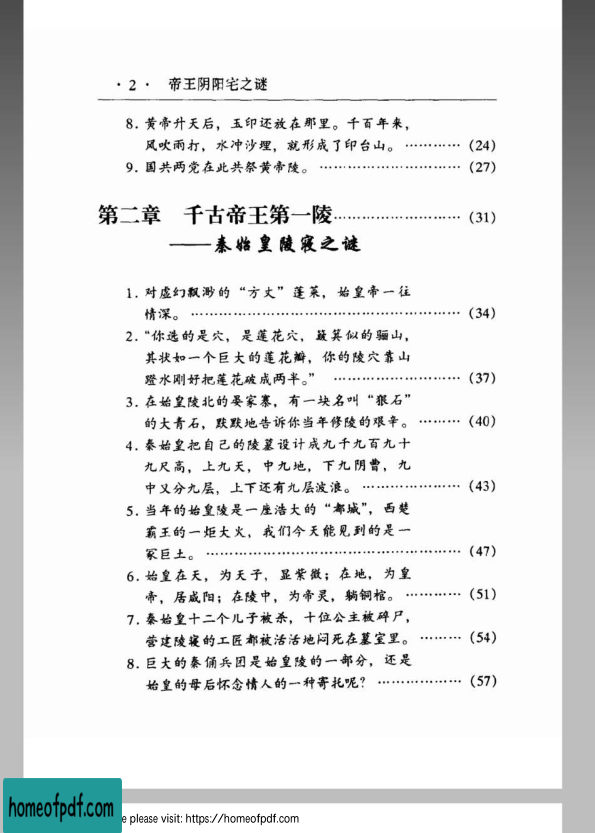 · 2 · 帝王阴阳宅之谜
8. 黄帝升天后，玉印还放在那里。千百年来，
风吹雨打，水冲沙埋，就形成了印台山。………… (24)
9. 国共两党在此共祭黄帝陵。………………………… (27)
第二章 千古帝王第一陵…………………… (31)
——秦始皇陵寝之谜
1. 对虚幻飘渺的“方丈”蓬莱，始皇帝一往
情深。……………………………………………… (34)
2. “你选的是穴，是莲花穴，簸箕似的骊山，
其状如一个巨大的莲花瓣，你的陵穴靠山
蹬水刚好把莲花破成两半。” ……………………… (37)
3. 在始皇陵北的晏家寨，有一块名叫“狠石”
的大青石，默默地告诉你当年修陵的艰辛。……… (40)
4. 秦始皇把自己的陵墓设计成九千九百九十
九尺高，上九天，中九地，下九阴曹，九
中又分九层，上下还有九层波浪。………………… (43)
5. 当年的始皇陵是一座浩大的“都城”，西楚
霸王的一炬大火，我们今天能见到的是一
冢巨土。……………………………………………… (47)
6. 始皇在天，为天子，显紫微；在地，为皇
帝，居咸阳；在陵中，为帝灵，躺铜棺。………… (51)
7. 秦始皇十二个儿子被杀，十位公主被碎尸，
营建陵寝的工匠都被活活地闷死在墓室里。……… (54)
8. 巨大的秦俑兵团是始皇陵的一部分，还是
始皇的母后怀念情人的一种寄托呢？ ……………… (57)
homeofpdf.com
e please visit: https://homeofpdf.com